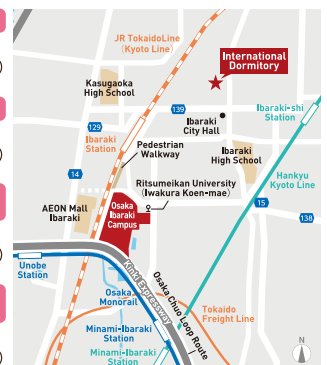 JR TokaidoLine
(Kyoto Line)
International
Dormitory
Kasugaoka
High School
139
Ibaraki
City Hall
Ibaraki-shi
Station
129
Ibaraki
Station
Pedestrian
Walkway
Ibaraki
High School
14
Ritsumeikan University
(Iwakura Koen-mae)
Hankyu
Kyoto Line
AEON Mall
Ibaraki
Osaka
Ibaraki
Campus
15
138
Unobe
Station
Kinki Expressway
Osaka
Monorail
Osaka Chuo Loop Route
Tokaido
Freight Line
Minami-Ibaraki
Station
Minami-Ibaraki
Station
N